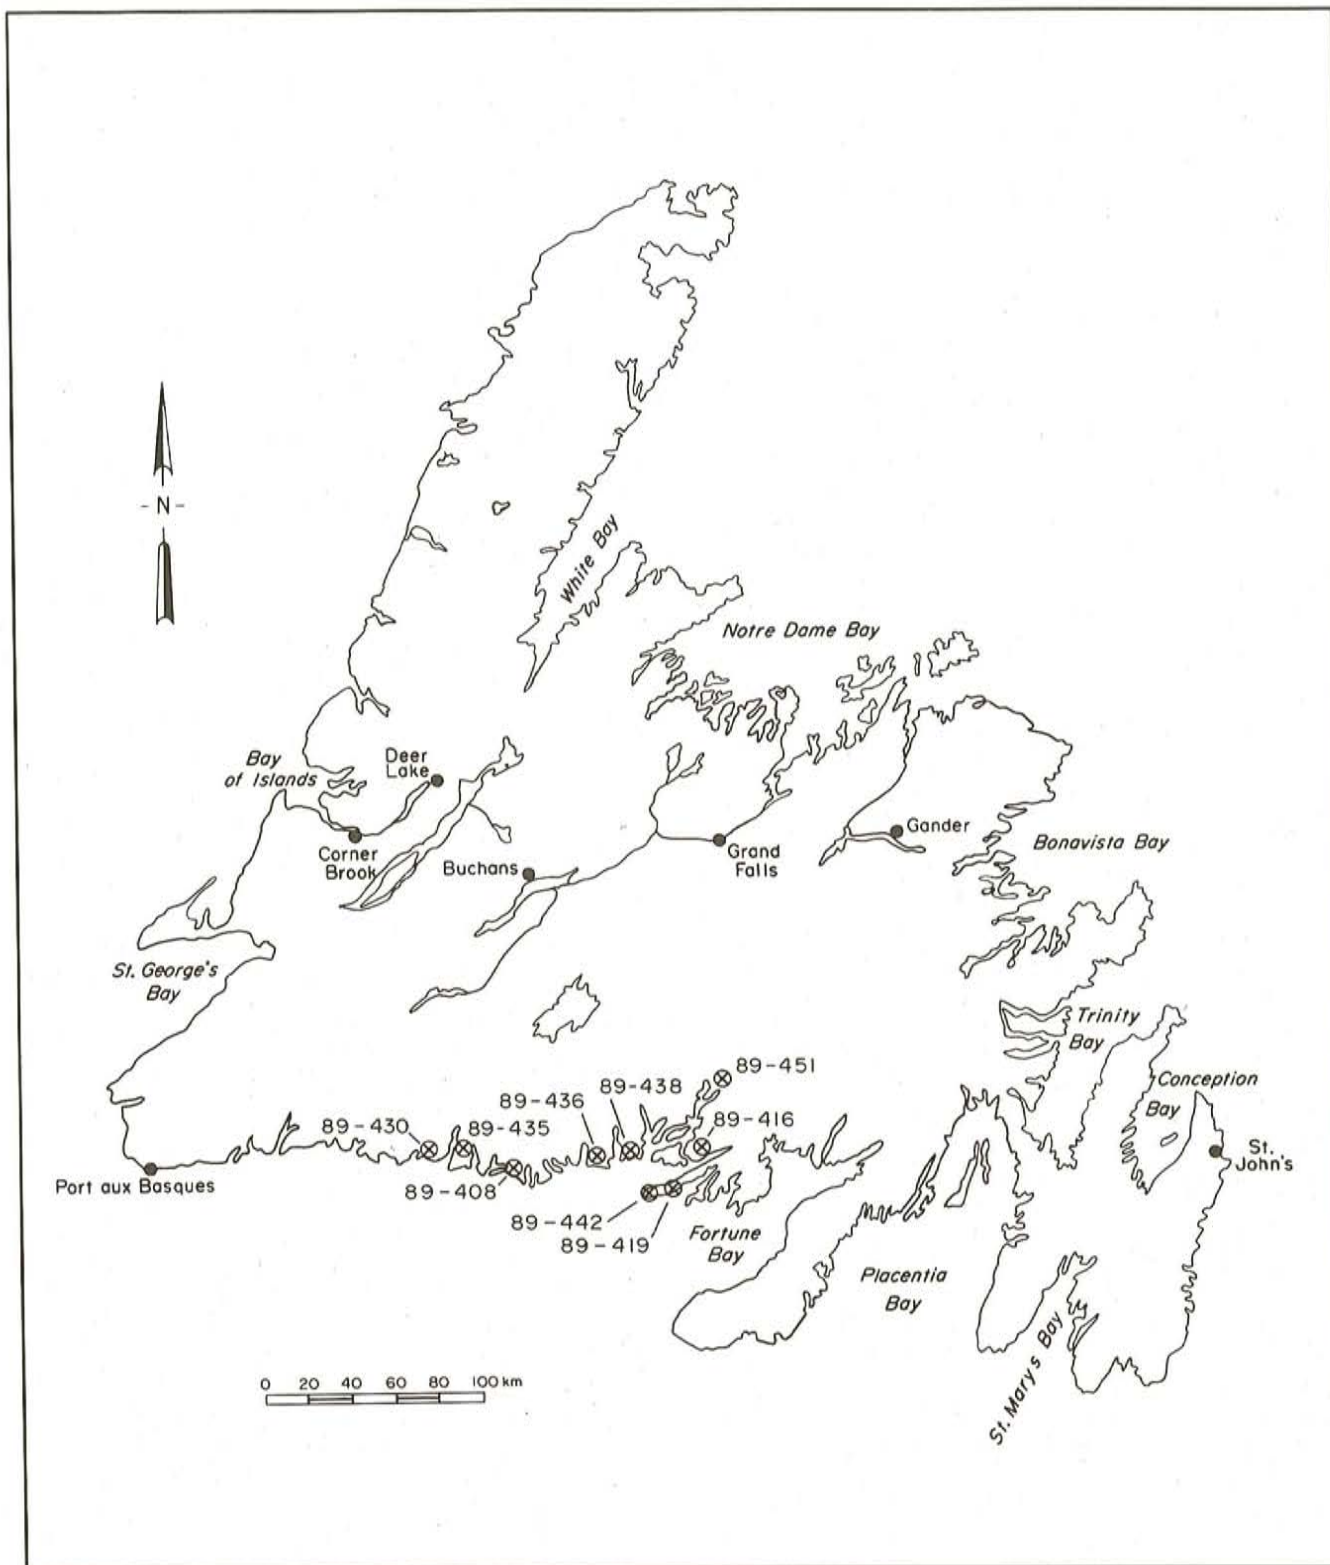 - N -
White Bay
Notre Dame Bay
Bay
of Islands
Deer
Lake
Corner
Brook
Buchans
Grand
Falls
Gander
Bonavista Bay
St. George's
Bay
Trinity
Bay
Conception
Bay
St.
John's
89-451
89-438
89-436
89-416
89-430
89-435
89-408
Port aux Basques
89-442
89-419
Fortune
Bay
Placentia
Bay
St. Mary's Bay
0 20 40 60 80 100 km